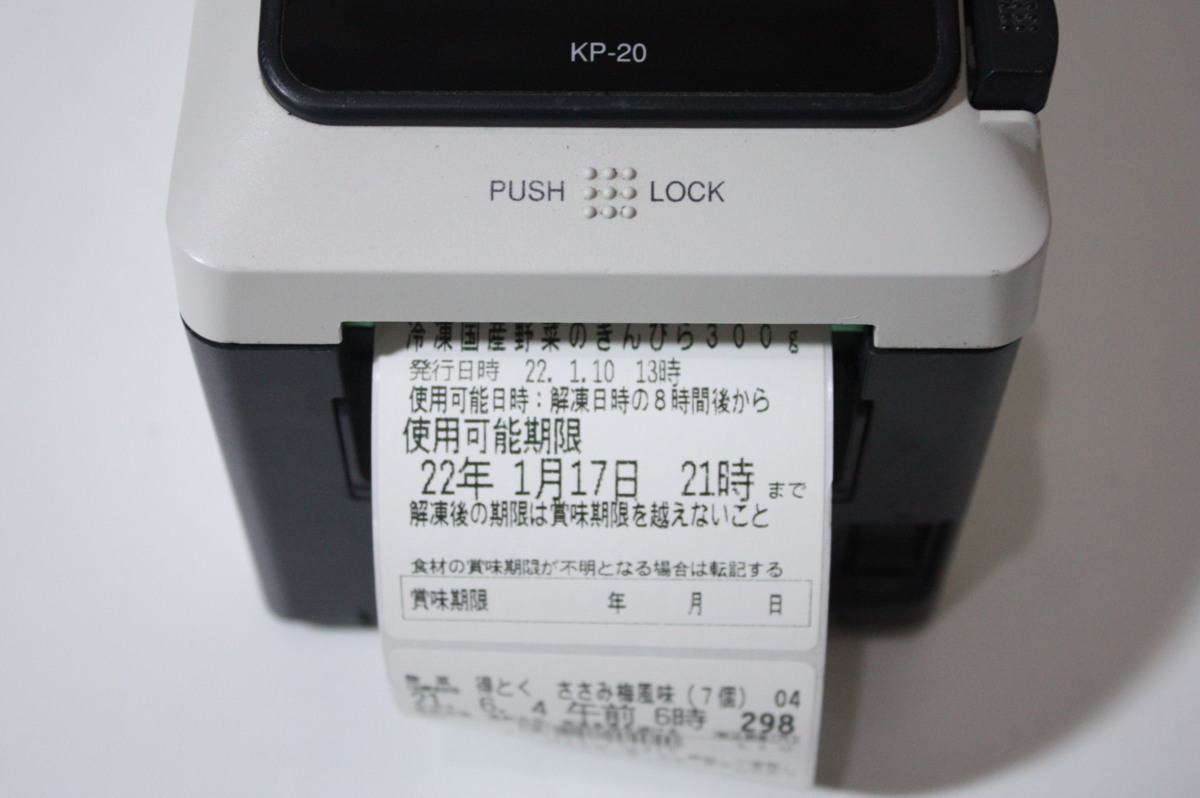 KP-20
PUSH LOCK
冷凍国産野菜のきんぴら300g
発行日時 22. 1.10 13時
使用可能日時:解凍日時の8時間後から
使用可能期限
22年 1月17日 21時 まで
解凍後の期限は賞味期限を越えないこと
食材の賞味期限が不明となる場合は転記する
賞味期限 年 月 日
得とく ささみ梅風味(7個) 04
21. 6. 4 午前 6時 298